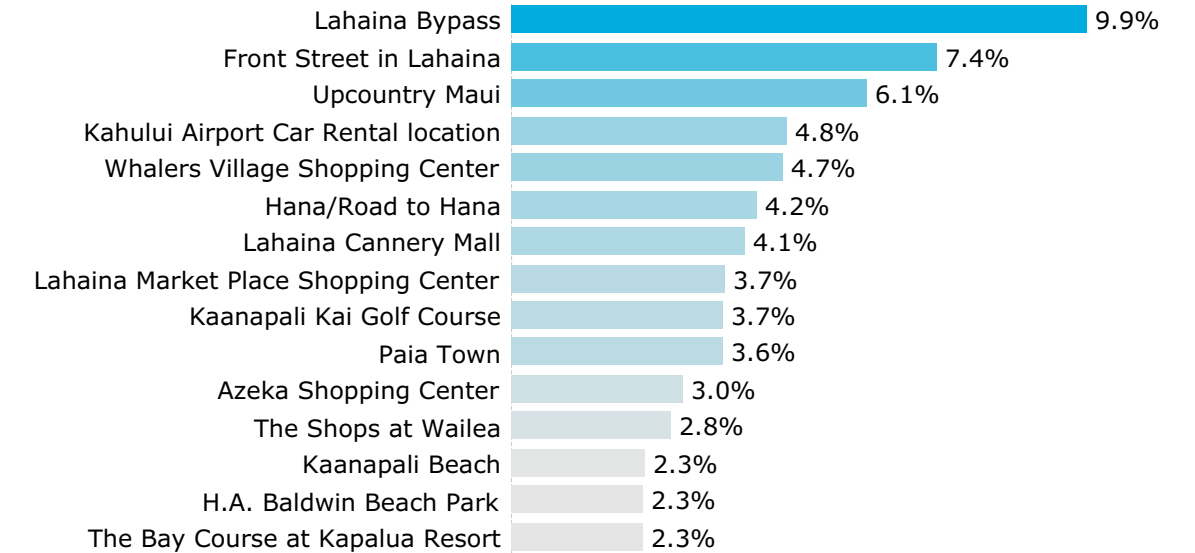 Lahaina Bypass 9.9%
Front Street in Lahaina 7.4%
Upcountry Maui 6.1%
Kahului Airport Car Rental location 4.8%
Whalers Village Shopping Center 4.7%
Hana/Road to Hana 4.2%
Lahaina Cannery Mall 4.1%
Lahaina Market Place Shopping Center 3.7%
Kaanapali Kai Golf Course 3.7%
Paia Town 3.6%
Azeka Shopping Center 3.0%
The Shops at Wailea 2.8%
Kaanapali Beach 2.3%
H.A. Baldwin Beach Park 2.3%
The Bay Course at Kapalua Resort 2.3%